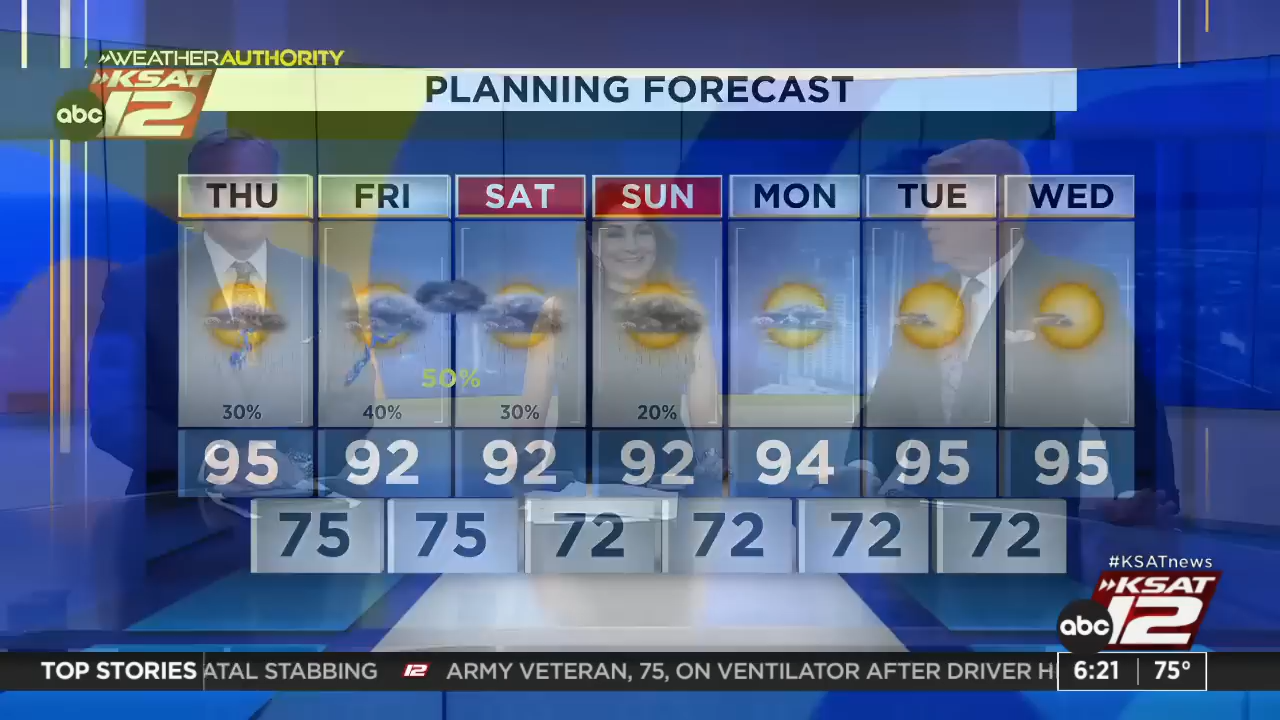 »WEATHERAUTHORITY
»KSAT
abc 12
PLANNING FORECAST
THU FRI SAT SUN MON TUE WED
50%
30% 40% 30% 20%
95 92 92 92 94 95 95
75 75 72 72 72 72
#KSATnews
»KSAT
abc 12
TOP STORIES ATAL STABBING 12 ARMY VETERAN, 75, ON VENTILATOR AFTER DRIVER H 6:21 75°